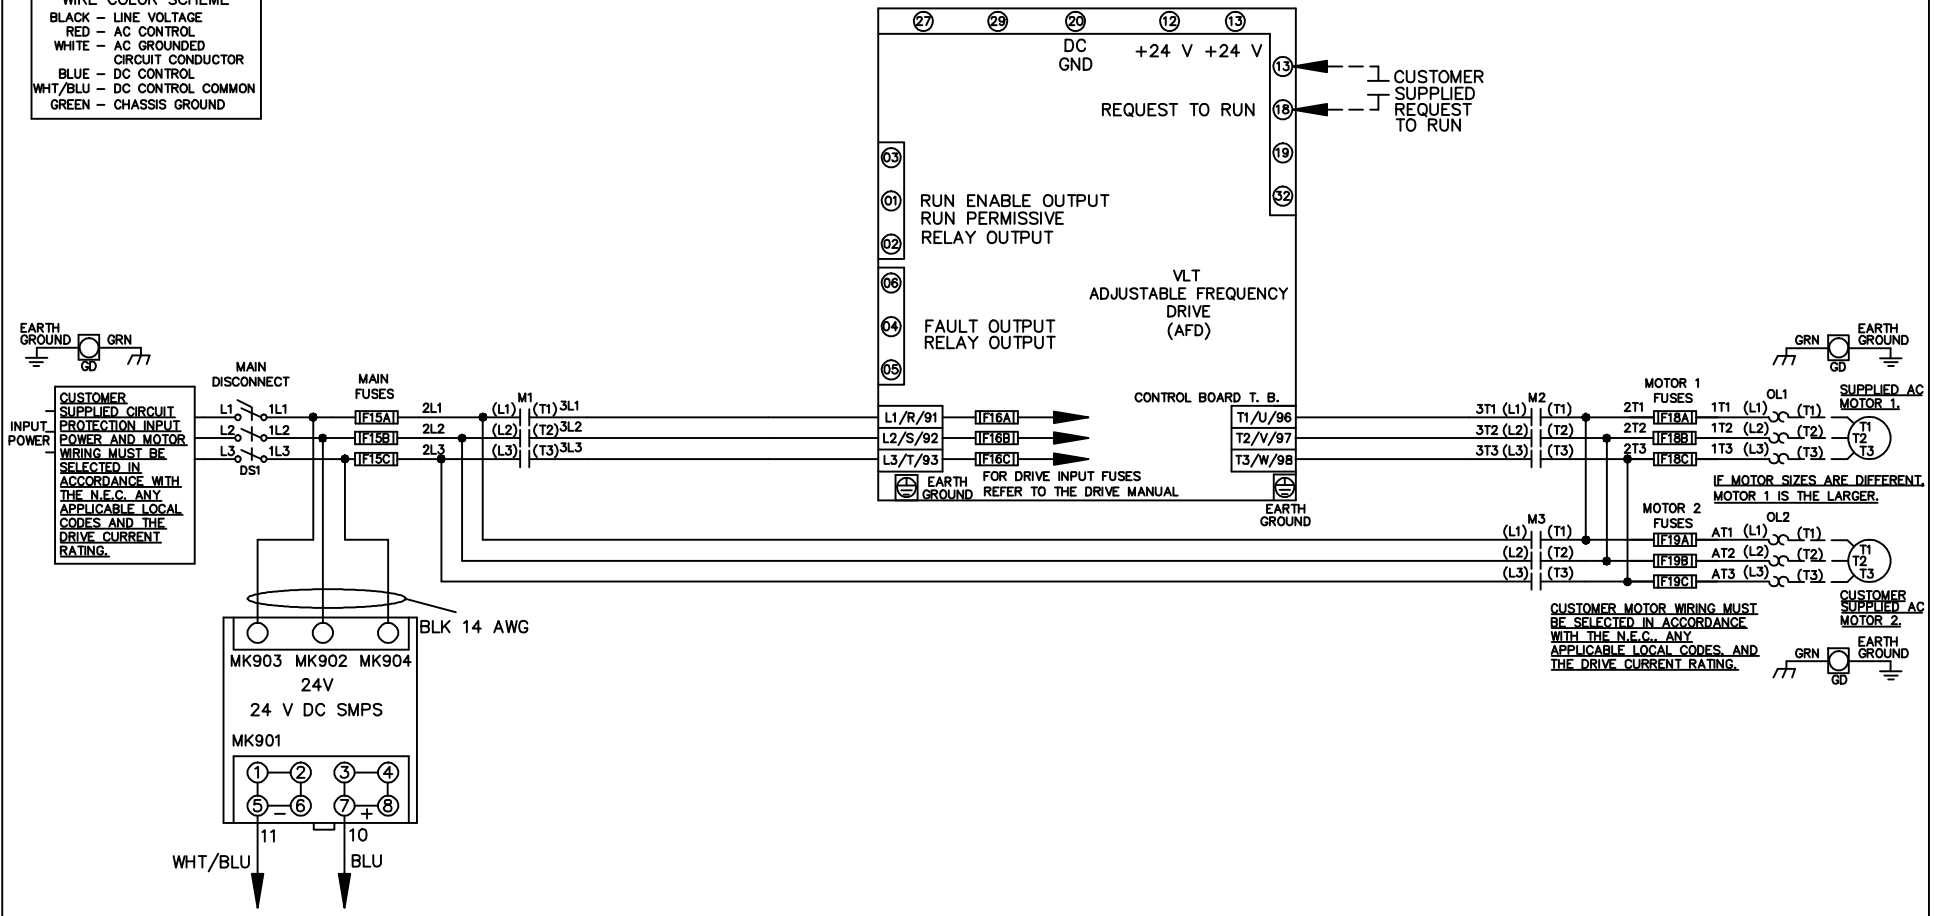 WIRE COLOR SCHEME
BLACK – LINE VOLTAGE
RED – AC CONTROL
WHITE – AC GROUNDED
CIRCUIT CONDUCTOR
BLUE – DC CONTROL
WHT/BLU – DC CONTROL COMMON
GREEN – CHASSIS GROUND
27 29 20 12 13
DC
GND
+24 V +24 V
13
REQUEST TO RUN 18
19
32
CUSTOMER
SUPPLIED
REQUEST
TO RUN
03
01
02
RUN ENABLE OUTPUT
RUN PERMISSIVE
RELAY OUTPUT
06
04
05
FAULT OUTPUT
RELAY OUTPUT
VLT
ADJUSTABLE FREQUENCY
DRIVE
(AFD)
CONTROL BOARD T. B.
L1/R/91 F16A T1/U/96
L2/S/92 F16B T2/V/97
L3/T/93 F16C T3/W/98
EARTH
GROUND
FOR DRIVE INPUT FUSES
REFER TO THE DRIVE MANUAL
EARTH
GROUND
EARTH
GROUND
GRN
GD
INPUT
POWER
CUSTOMER
SUPPLIED CIRCUIT
PROTECTION INPUT
POWER AND MOTOR
WIRING MUST BE
SELECTED IN
ACCORDANCE WITH
THE N.E.C. ANY
APPLICABLE LOCAL
CODES AND THE
DRIVE CURRENT
RATING.
MAIN
DISCONNECT
L1 1L1
L2 1L2
L3 1L3
DS1
MAIN
FUSES
F15A 2L1
F15B 2L2
F15C 2L3
M1
(L1) (T1) 3L1
(L2) (T2) 3L2
(L3) (T3) 3L3
BLK 14 AWG
MK903 MK902 MK904
24V
24 V DC SMPS
MK901
1 2 3 4
5 6 7 8
– +
11 10
WHT/BLU BLU
M2
3T1 (L1) (T1)
3T2 (L2) (T2)
3T3 (L3) (T3)
MOTOR 1
FUSES
2T1 F18A 1T1
2T2 F18B 1T2
2T3 F18C 1T3
OL1
(L1) (T1)
(L2) (T2)
(L3) (T3)
GRN
EARTH
GROUND
GD
SUPPLIED AC
MOTOR 1.
T1
T2
T3
IF MOTOR SIZES ARE DIFFERENT,
MOTOR 1 IS THE LARGER.
M3
(L1) (T1)
(L2) (T2)
(L3) (T3)
MOTOR 2
FUSES
F19A AT1
F19B AT2
F19C AT3
OL2
(L1) (T1)
(L2) (T2)
(L3) (T3)
T1
T2
T3
CUSTOMER
SUPPLIED AC
MOTOR 2.
CUSTOMER MOTOR WIRING MUST
BE SELECTED IN ACCORDANCE
WITH THE N.E.C., ANY
APPLICABLE LOCAL CODES, AND
THE DRIVE CURRENT RATING.
GRN
EARTH
GROUND
GD